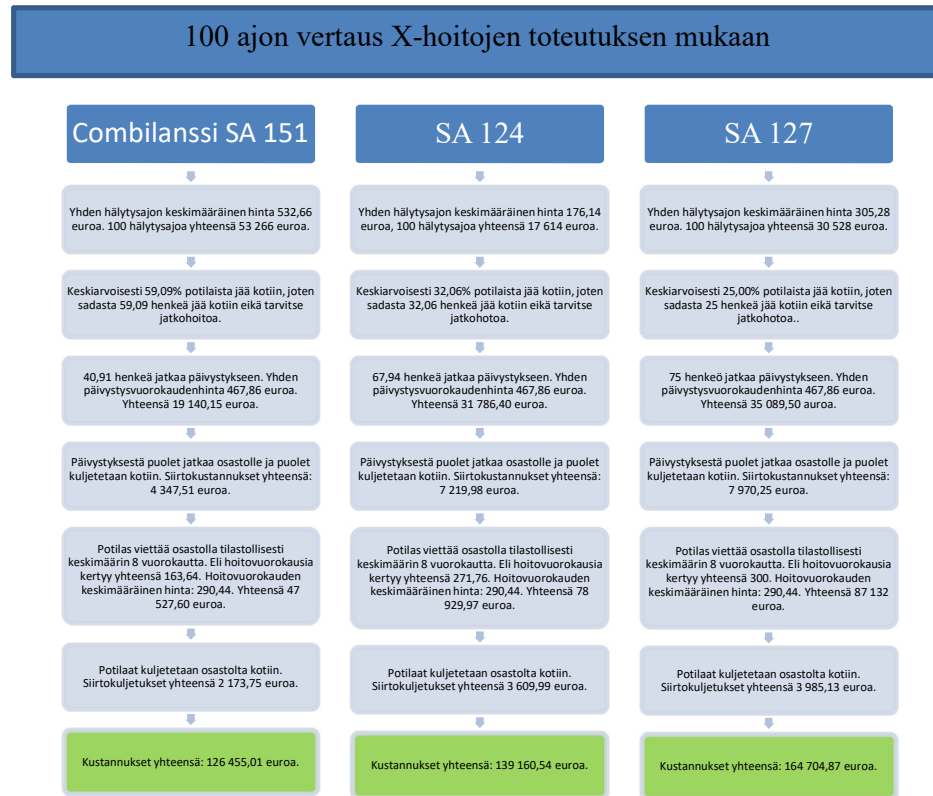 100 ajon vertaus X-hoitojen toteutuksen mukaan
Combilanssi SA 151
Yhden hälytysajon keskimääräinen hinta 532,66
euroa. 100 hälytysajoa yhteensä 53 266 euroa.
Keskiarvoisesti 59,09% potilaista jää kotiin, joten
sadasta 59,09 henkeä jää kotiin eikä tarvitse
jatkohoitoa.
40,91 henkeä jatkaa päivystykseen. Yhden
päivystysvuorokaudenhinta 467,86 euroa.
Yhteensä 19 140,15 euroa.
Päivystyksestä puolet jatkaa osastolle ja puolet
kuljetetaan kotiin. Siirtokustannukset yhteensä:
4 347,51 euroa.
Potilas viettää osastolla tilastollisesti
keskimäärin 8 vuorokautta. Eli hoitovuorokausia
kertyy yhteensä 163,64. Hoitovuorokauden
keskimääräinen hinta: 290,44. Yhteensä 47
527,60 euroa.
Potilaat kuljetetaan osastolta kotiin.
Siirtokuljetukset yhteensä 2 173,75 euroa.
Kustannukset yhteensä: 126 455,01 euroa.
SA 124
Yhden hälytysajon keskimääräinen hinta 176,14
euroa, 100 hälytysajoa yhteensä 17 614 euroa.
Keskiarvoisesti 32,06% potilaista jää kotiin, joten
sadasta 32,06 henkeä jää kotiin eikä tarvitse
jatkohotoa.
67,94 henkeä jatkaa päivystykseen. Yhden
päivystysvuorokaudenhinta 467,86 euroa.
Yhteensä 31 786,40 euroa.
Päivystyksestä puolet jatkaa osastolle ja puolet
kuljetetaan kotiin. Siirtokustannukset yhteensä:
7 219,98 euroa.
Potilas viettää osastolla tilastollisesti
keskimäärin 8 vuorokautta. Eli hoitovuorokausia
kertyy yhteensä 271,76. Hoitovuorokauden
keskimääräinen hinta: 290,44. Yhteensä 78
929,97 euroa.
Potilaat kuljetetaan osastolta kotiin.
Siirtokuljetukset yhteensä 3 609,99 euroa.
Kustannukset yhteensä: 139 160,54 euroa.
SA 127
Yhden hälytysajon keskimääräinen hinta 305,28
euroa. 100 hälytysajoa yhteensä 30 528 euroa.
Keskiarvoisesti 25,00% potilaista jää kotiin, joten
sadasta 25 henkeä jää kotiin eikä tarvitse
jatkohotoa..
75 henkeö jatkaa päivystykseen. Yhden
päivystysvuorokaudenhinta 467,86 euroa.
Yhteensä 35 089,50 auroa.
Päivystyksestä puolet jatkaa osastolle ja puolet
kuljetetaan kotiin. Siirtokustannukset yhteensä:
7 970,25 euroa.
Potilas viettää osastolla tilastollisesti
keskimäärin 8 vuorokautta. Eli hoitovuorokausia
kertyy yhteensä 300. Hoitovuorokauden
keskimääräinen hinta: 290,44. Yhteensä 87 132
euroa.
Potilaat kuljetetaan osastolta kotiin.
Siirtokuljetukset yhteensä 3 985,13 euroa.
Kustannukset yhteensä: 164 704,87 euroa.